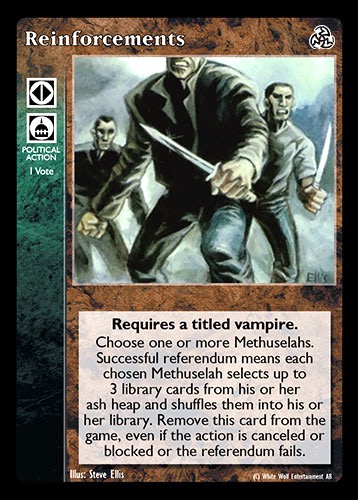 Reinforcements
POLITICAL
ACTION
1 Vote
Ellis
Requires a titled vampire.
Choose one or more Methuselahs.
Successful referendum means each
chosen Methuselah selects up to
3 library cards from his or her
ash heap and shuffles them into his or
her library. Remove this card from the
game, even if the action is canceled or
blocked or the referendum fails.
Illus: Steve Ellis
(C) White Wolf Entertainment AB